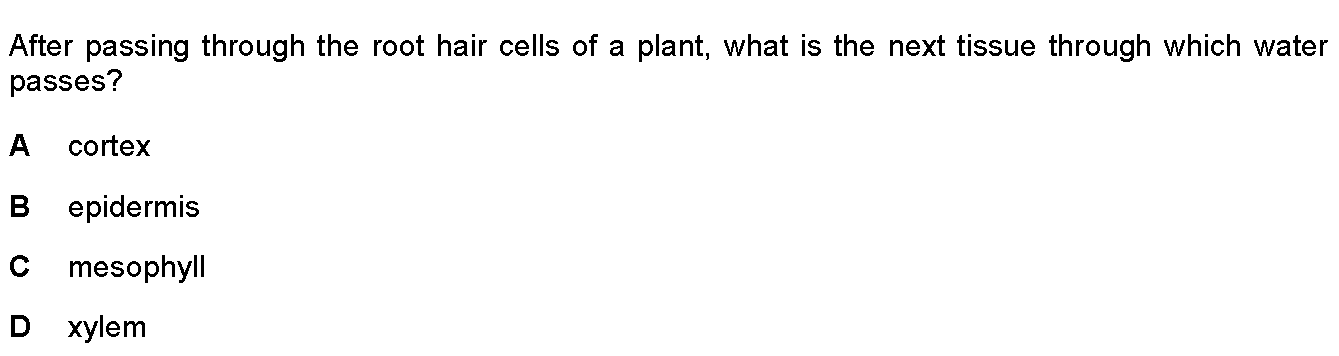 After passing through the root hair cells of a plant, what is the next tissue through which water
passes?
A cortex
B epidermis
C mesophyll
D xylem